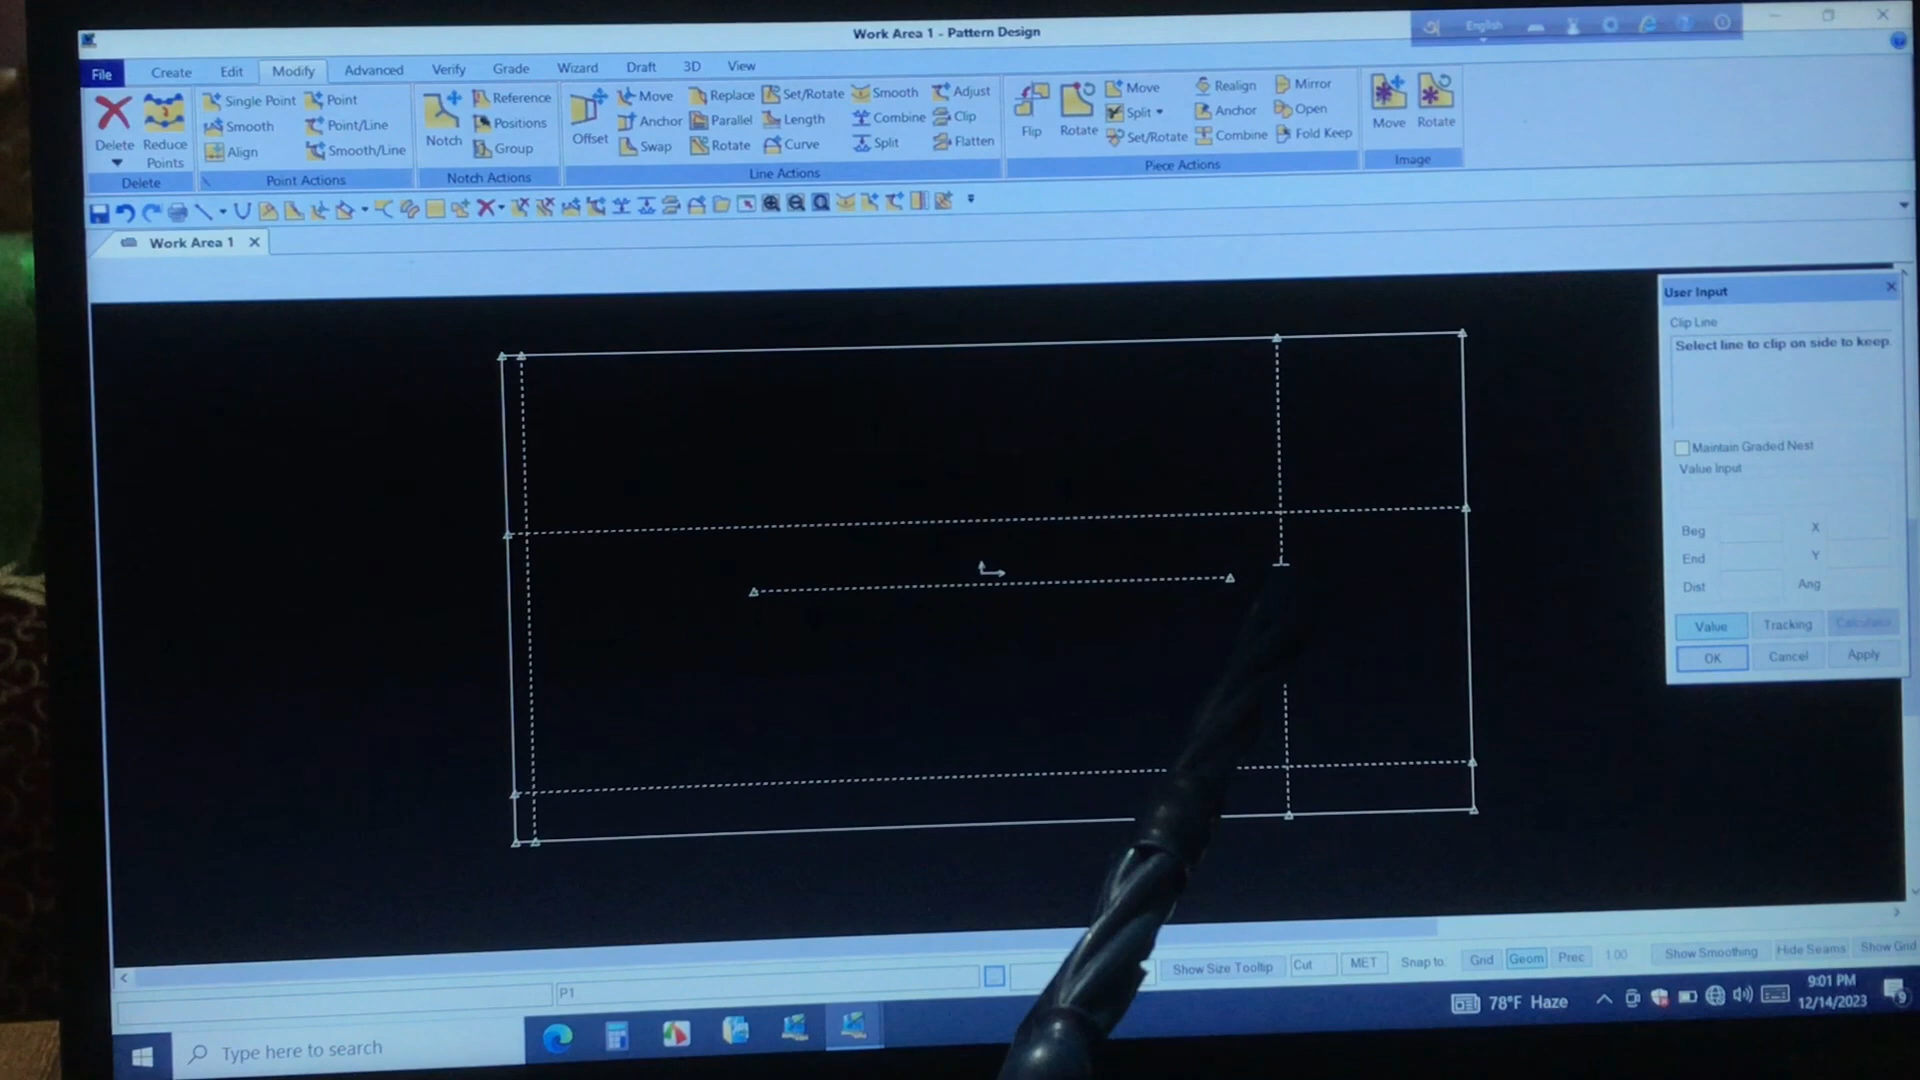 Work Area 1 - Pattern Design
English
File Create Edit Modify Advanced Verify Grade Wizard Draft 3D View
Single Point Point Reference Move Replace Set/Rotate Smooth Adjust Move Realign Mirror
Smooth Point/Line Positions Anchor Parallel Length Combine Clip Split Anchor Open
Delete Reduce Points Align Smooth/Line Notch Group Offset Swap Rotate Curve Split Flatten Flip Rotate Set/Rotate Combine Fold Keep Move Rotate
Delete Point Actions Notch Actions Line Actions Piece Actions Image
Work Area 1
User Input
Clip Line
Select line to clip on side to keep.
Maintain Graded Nest
Value Input
Beg X
End Y
Dist Ang
Value Tracking
OK Cancel Apply
Show Size Tooltip Cut MET Snap to. Grid Geom Prec 1.00 Show Smoothing Hide Seams Show Grid
P1
Type here to search
78°F Haze
9:01 PM
12/14/2023
9